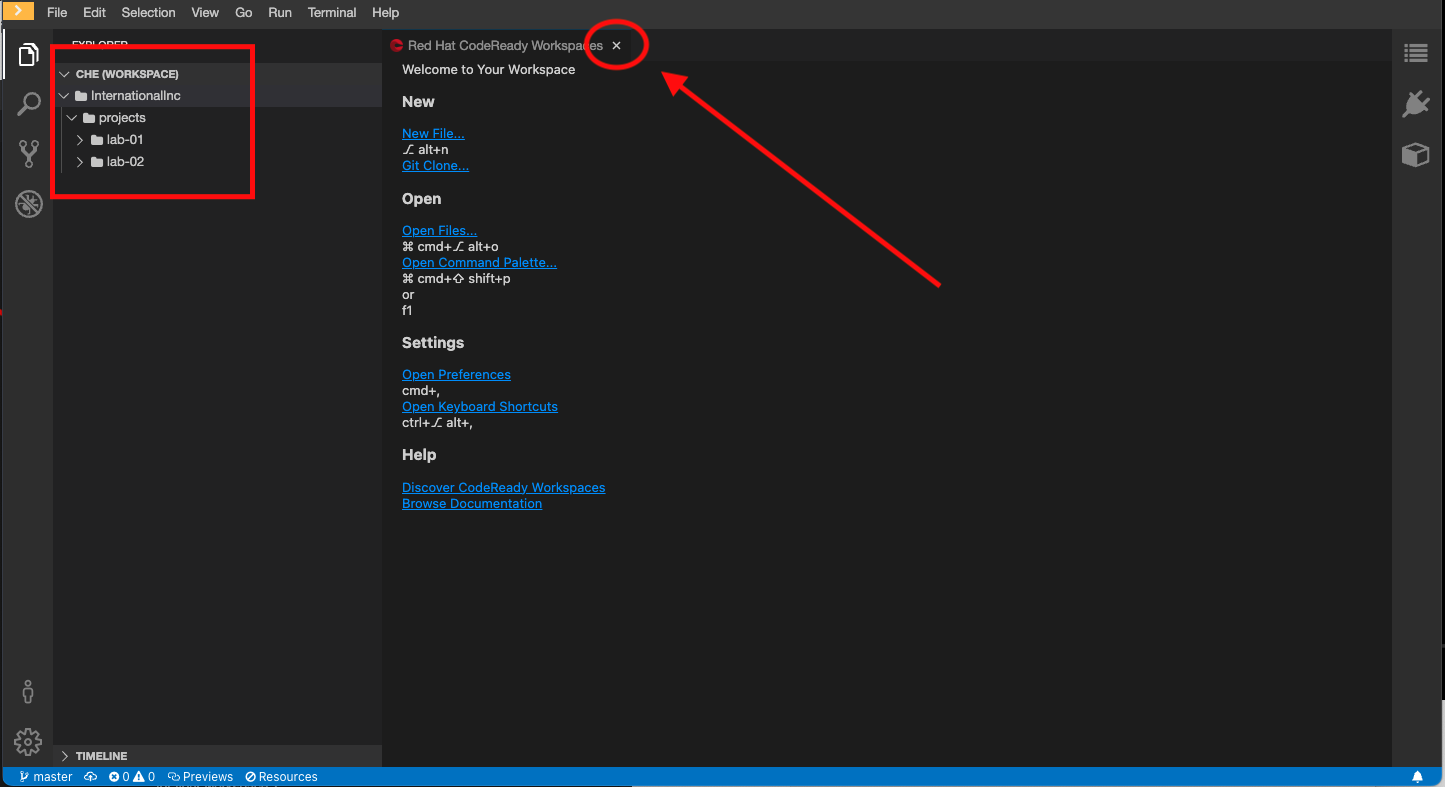 File Edit Selection View Go Run Terminal Help
EXPLORER
CHE (WORKSPACE)
InternationalInc
projects
lab-01
lab-02
TIMELINE
Red Hat CodeReady Workspaces ×
Welcome to Your Workspace
New
New File...
⌥ alt+n
Git Clone...
Open
Open Files...
⌘ cmd+⌥ alt+o
Open Command Palette...
⌘ cmd+⇧ shift+p
or
f1
Settings
Open Preferences
cmd+,
Open Keyboard Shortcuts
ctrl+⌥ alt+,
Help
Discover CodeReady Workspaces
Browse Documentation
master 0 0 Previews Resources